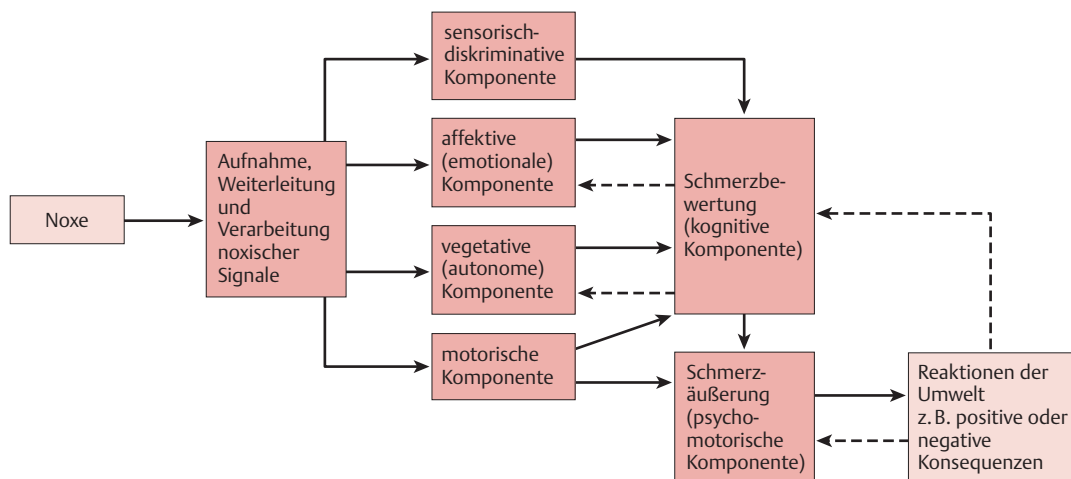 Noxe
Aufnahme,
Weiterleitung
und
Verarbeitung
noxischer
Signale
sensorisch-
diskriminative
Komponente
affektive
(emotionale)
Komponente
vegetative
(autonome)
Komponente
motorische
Komponente
Schmerzbe-
wertung
(kognitive
Komponente)
Schmerz-
äußerung
(psycho-
motorische
Komponente)
Reaktionen der
Umwelt
z. B. positive oder
negative
Konsequenzen